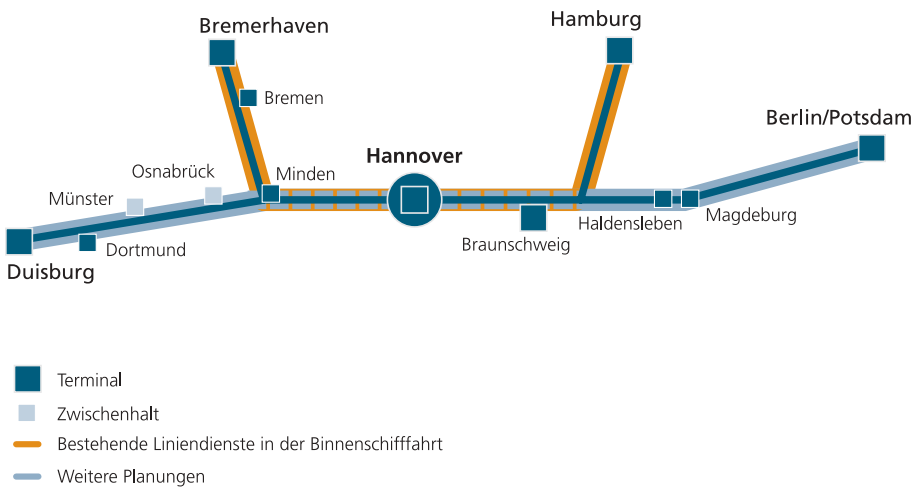 Hamburg
Bremerhaven
Bremen
Berlin/Potsdam
Hannover
Osnabrück
Minden
Münster
Haldensleben
Magdeburg
Braunschweig
Dortmund
Duisburg
Terminal
Zwischenhalt
Bestehende Liniendienste in der Binnenschifffahrt
Weitere Planungen